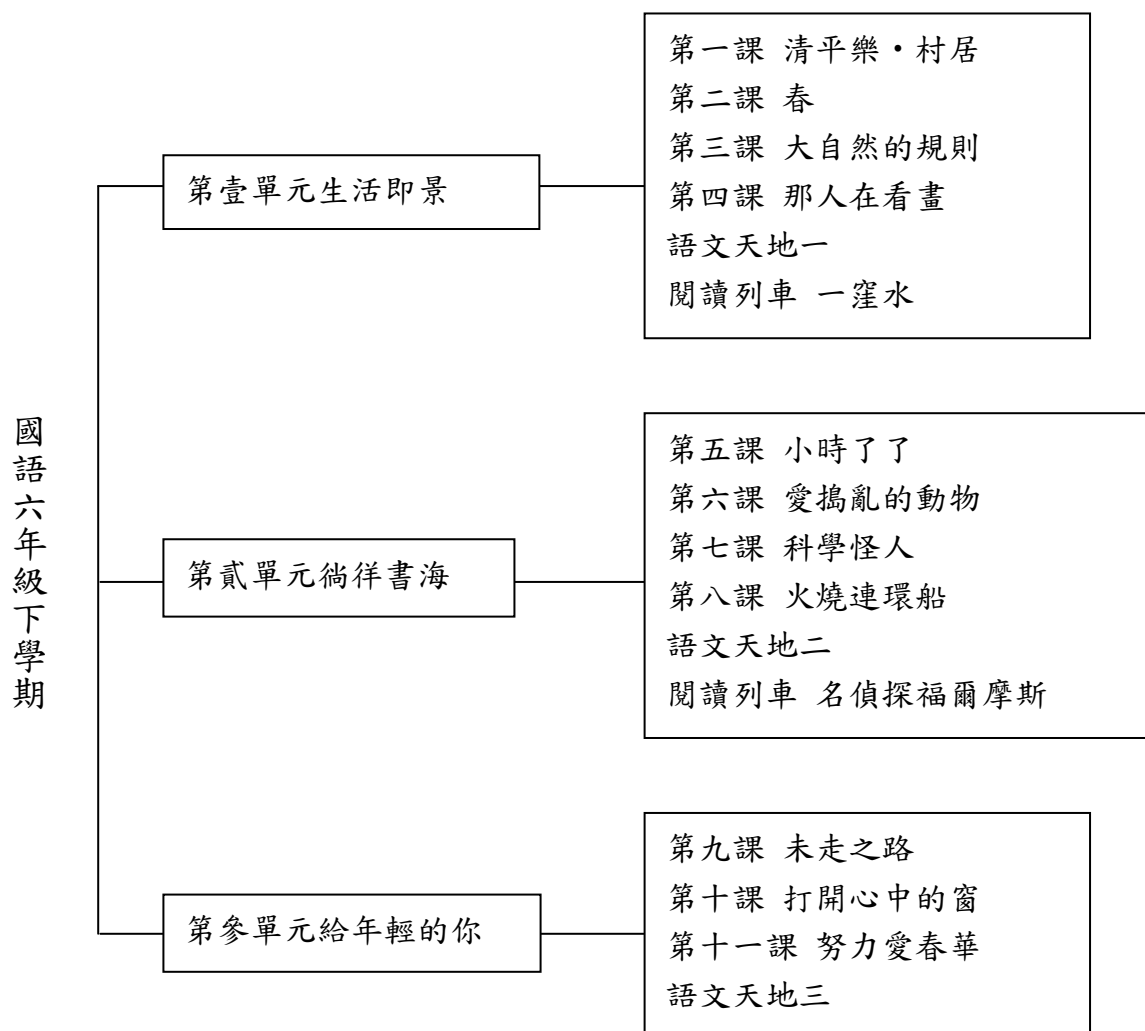 國語六年級下學期
第壹單元生活即景
第一課 清平樂・村居
第二課 春
第三課 大自然的規則
第四課 那人在看畫
語文天地一
閱讀列車 一窪水
第貳單元徜徉書海
第五課 小時了了
第六課 愛搗亂的動物
第七課 科學怪人
第八課 火燒連環船
語文天地二
閱讀列車 名偵探福爾摩斯
第參單元給年輕的你
第九課 未走之路
第十課 打開心中的窗
第十一課 努力愛春華
語文天地三